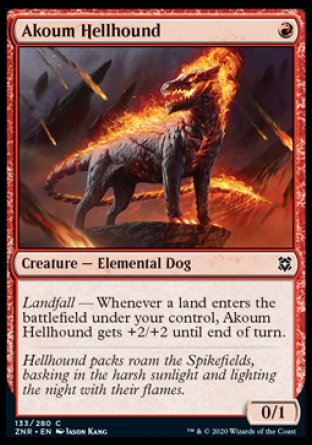 Akoum Hellhound
Creature — Elemental Dog
Landfall — Whenever a land enters the
battlefield under your control, Akoum
Hellhound gets +2/+2 until end of turn.
Hellhound packs roam the Spikefields,
basking in the harsh sunlight and lighting
the night with their flames.
0/1
133/280 C
ZNR • EN Jason Kang
™ & © 2020 Wizards of the Coast